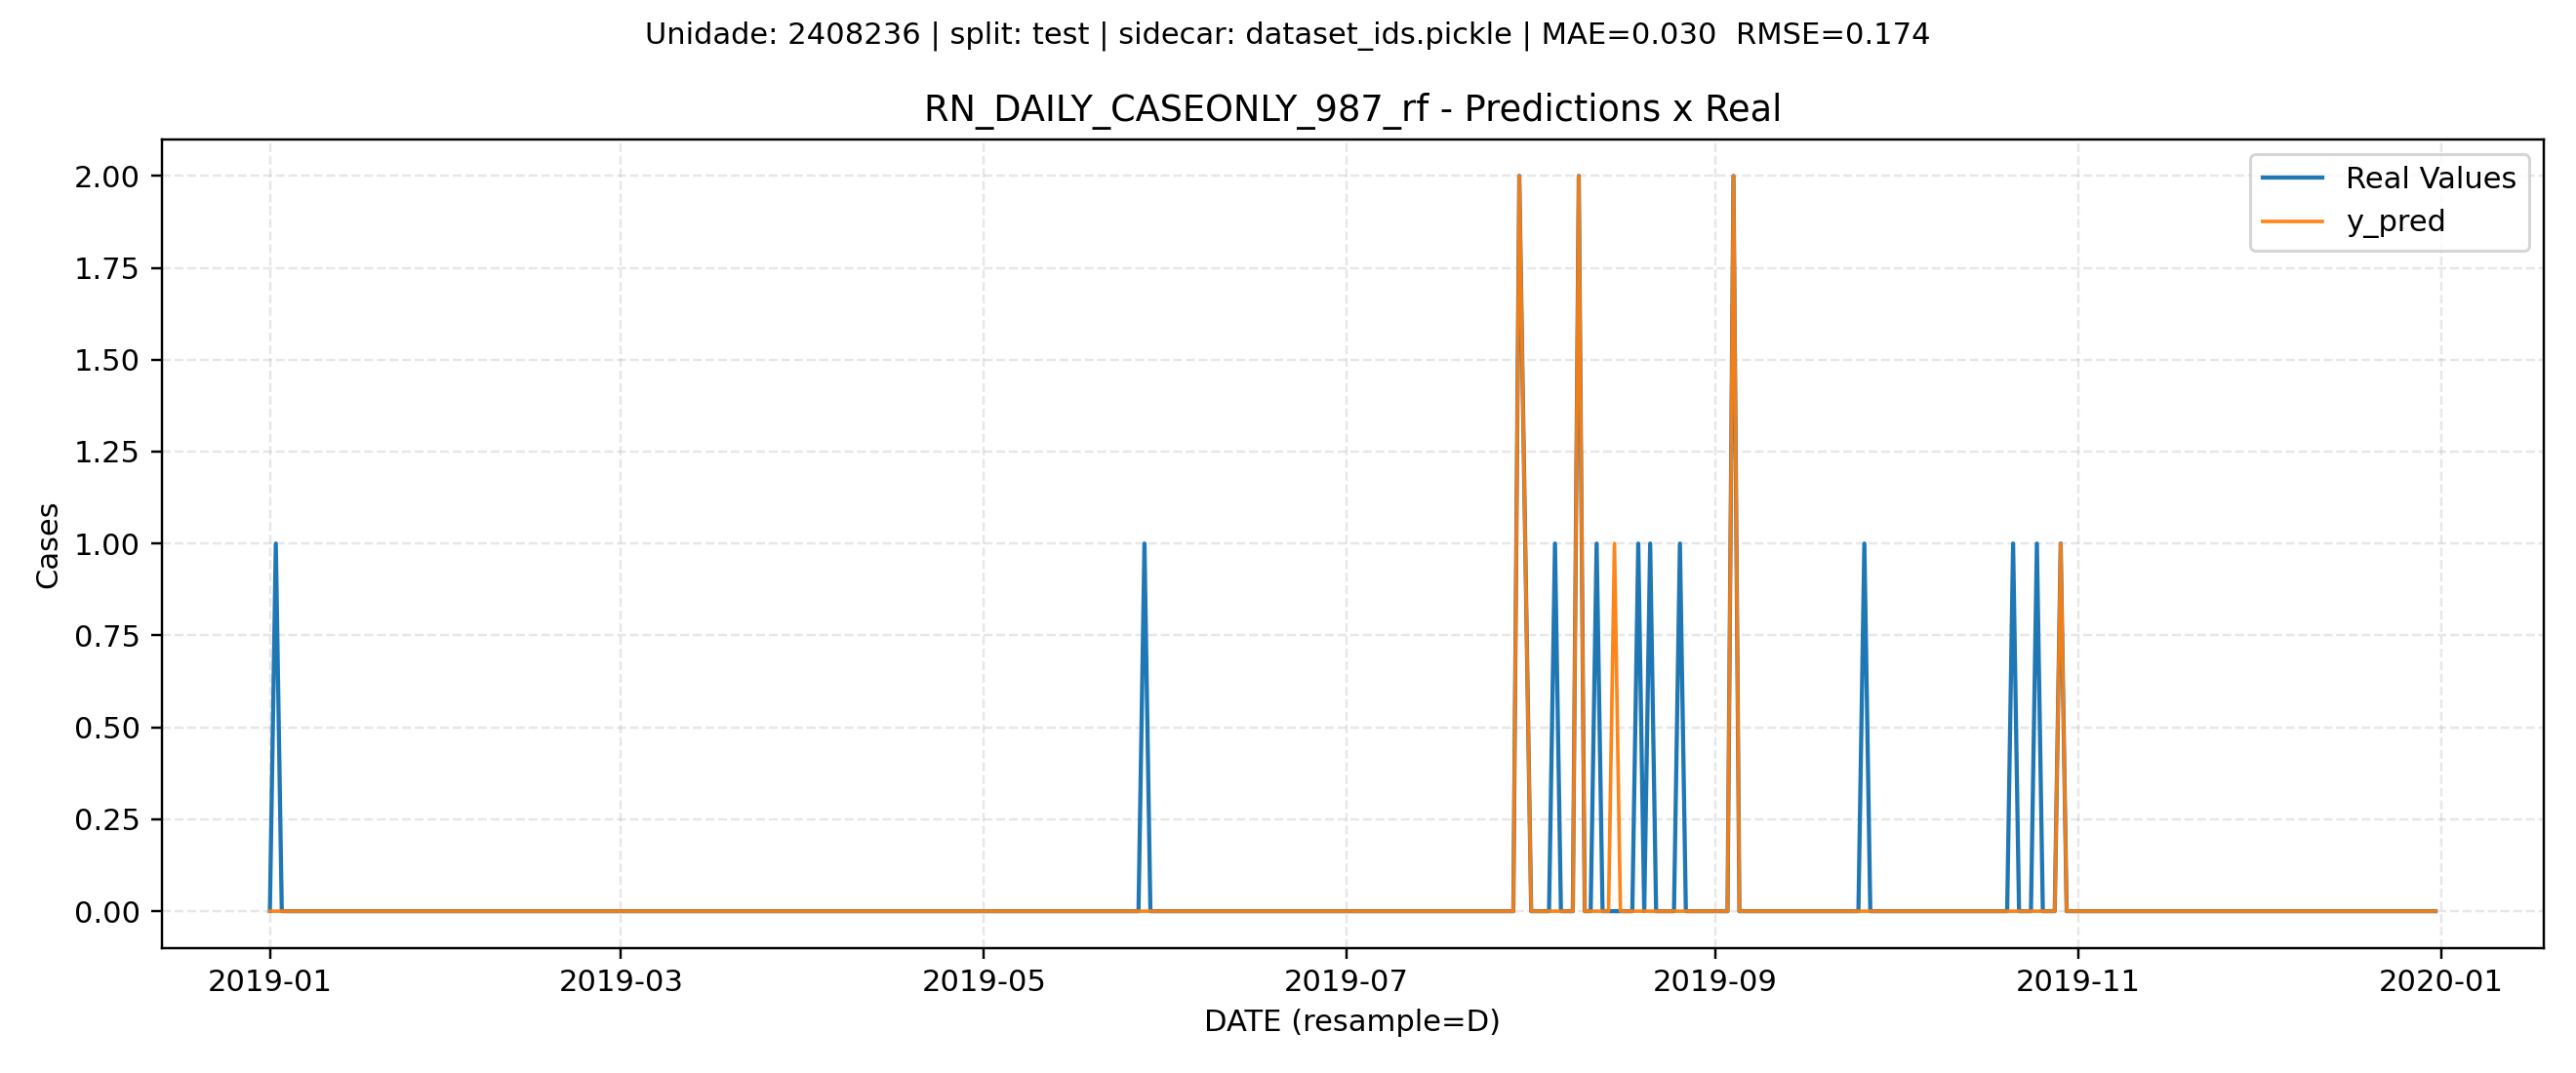 Unidade: 2408236 | split: test | sidecar: dataset_ids.pickle | MAE=0.030  RMSE=0.174
RN_DAILY_CASEONLY_987_rf - Predictions x Real
Real Values
y_pred
2.00
1.75
1.50
1.25
1.00
0.75
0.50
0.25
0.00
Cases
2019-01
2019-03
2019-05
2019-07
2019-09
2019-11
2020-01
DATE (resample=D)